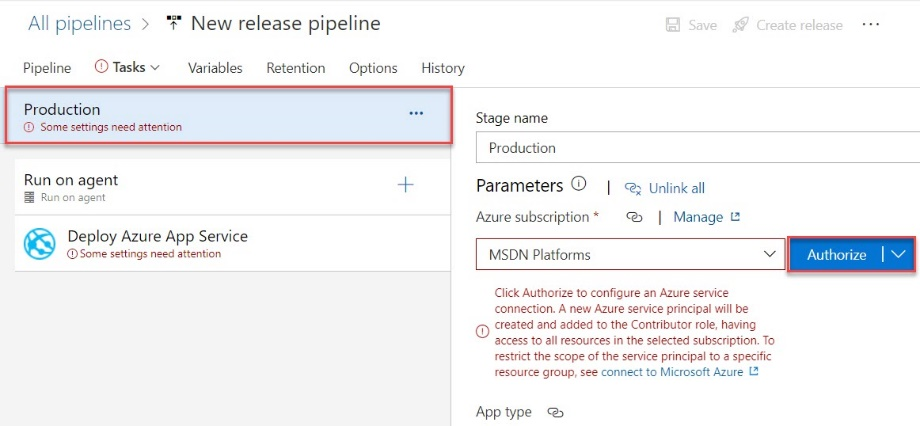 All pipelines > New release pipeline
Save Create release ...
Pipeline Tasks Variables Retention Options History
Production
Some settings need attention
Run on agent
Run on agent
Deploy Azure App Service
Some settings need attention
Stage name
Production
Parameters | Unlink all
Azure subscription * | Manage
MSDN Platforms
Authorize
Click Authorize to configure an Azure service
connection. A new Azure service principal will be
created and added to the Contributor role, having
access to all resources in the selected subscription. To
restrict the scope of the service principal to a specific
resource group, see connect to Microsoft Azure
App type